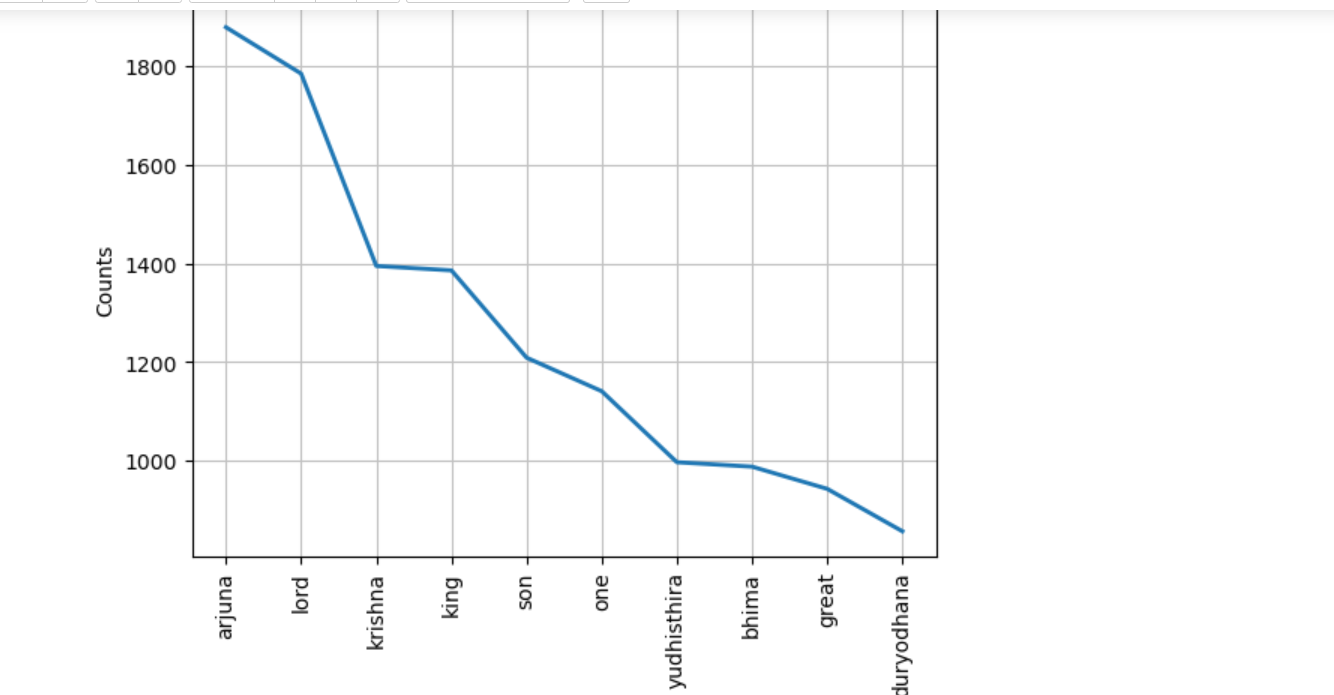 1800
1600
1400
1200
1000
Counts
arjuna
lord
krishna
king
son
one
yudhisthira
bhima
great
duryodhana